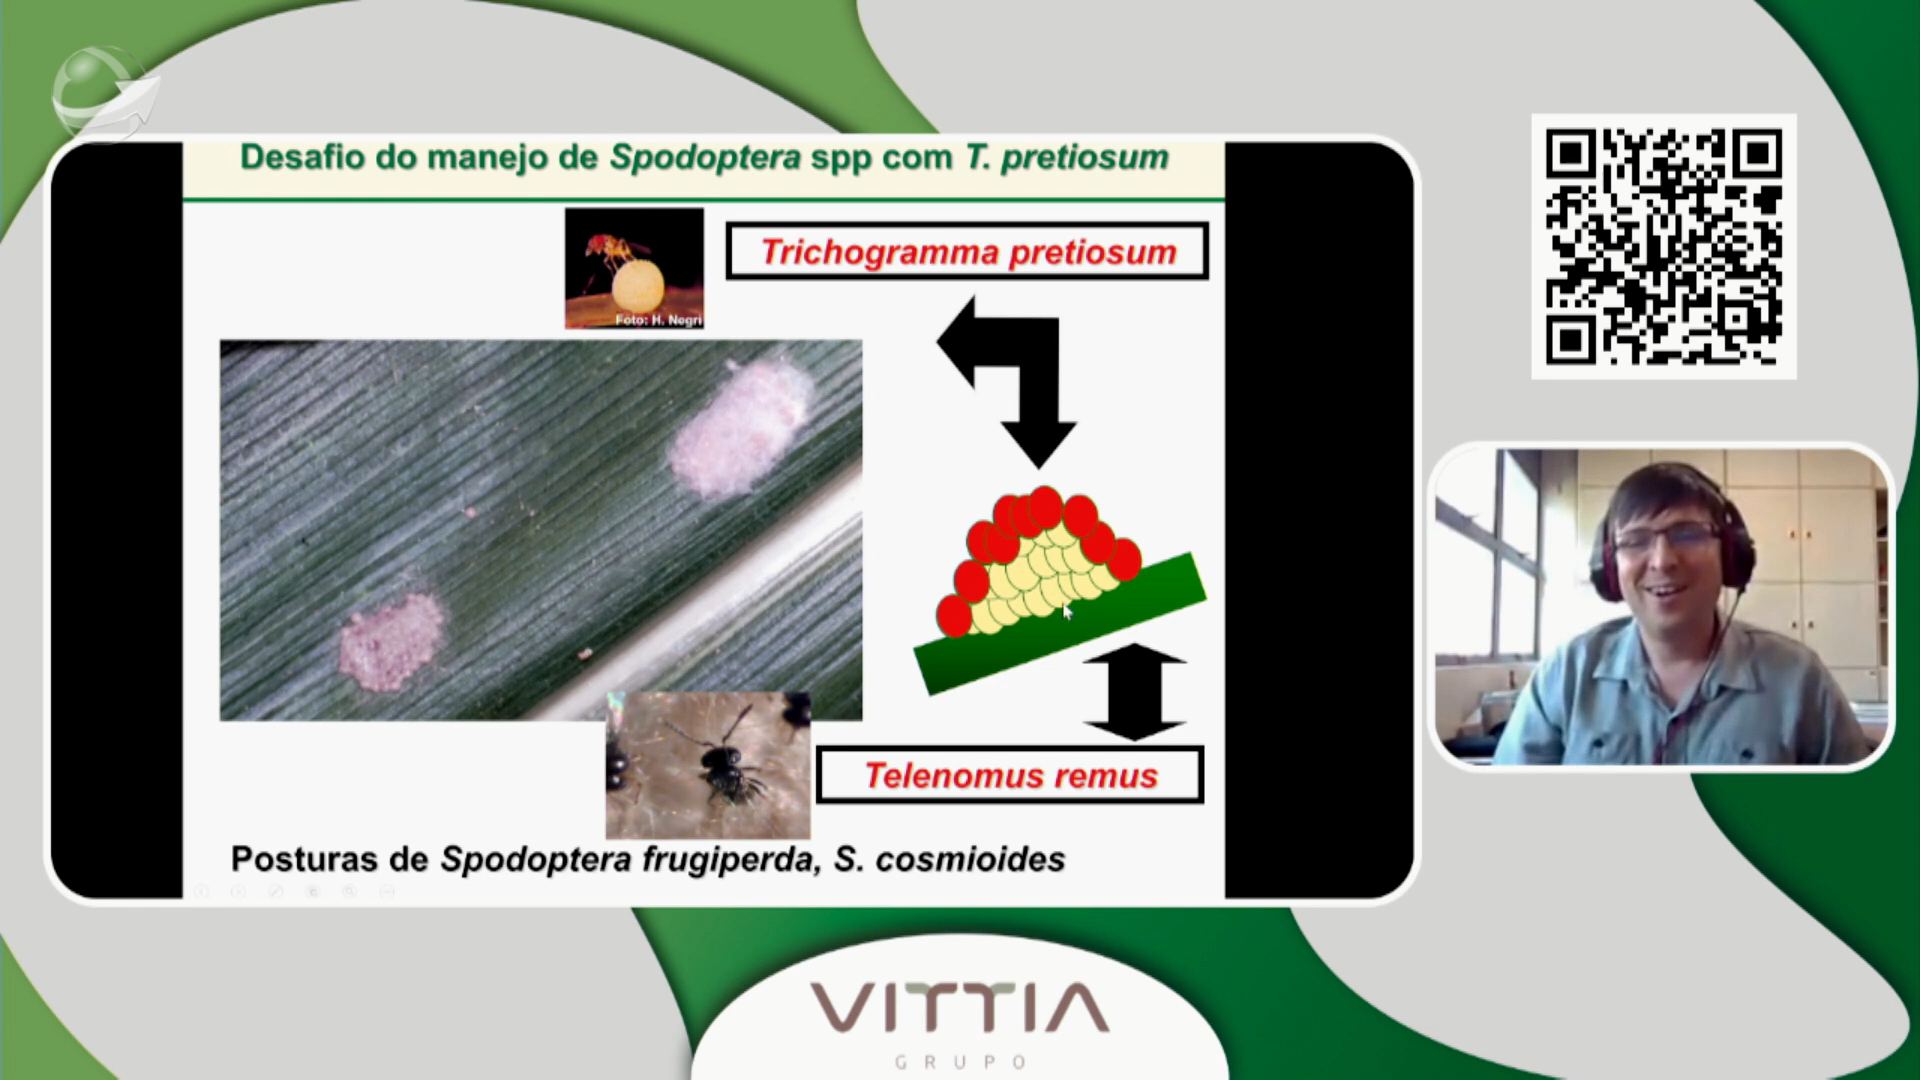 Desafio do manejo de Spodoptera spp com T. pretiosum
Trichogramma pretiosum
Foto: H. Negri
Telenomus remus
Posturas de Spodoptera frugiperda, S. cosmioides
VITTIA
GRUPO